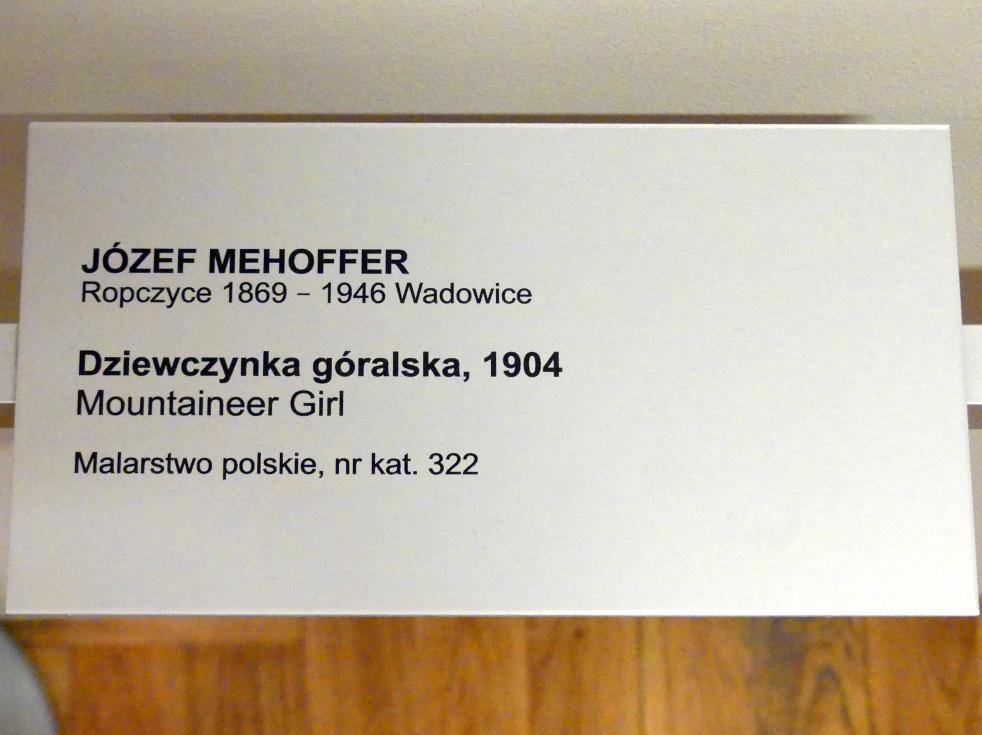 JÓZEF MEHOFFER
Ropczyce 1869 – 1946 Wadowice
Dziewczynka góralska, 1904
Mountaineer Girl
Malarstwo polskie, nr kat. 322